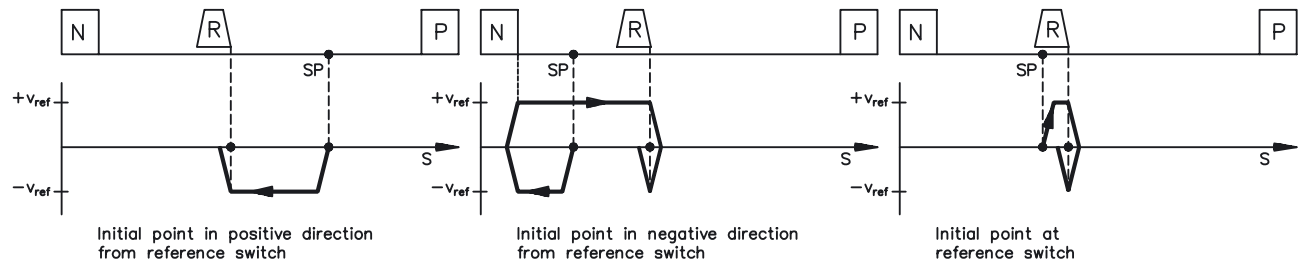 N R P
SP
+vref
S
−vref
Initial point in positive direction
from reference switch
N R P
SP
+vref
S
−vref
Initial point in negative direction
from reference switch
N R P
SP
+vref
S
−vref
Initial point at
reference switch